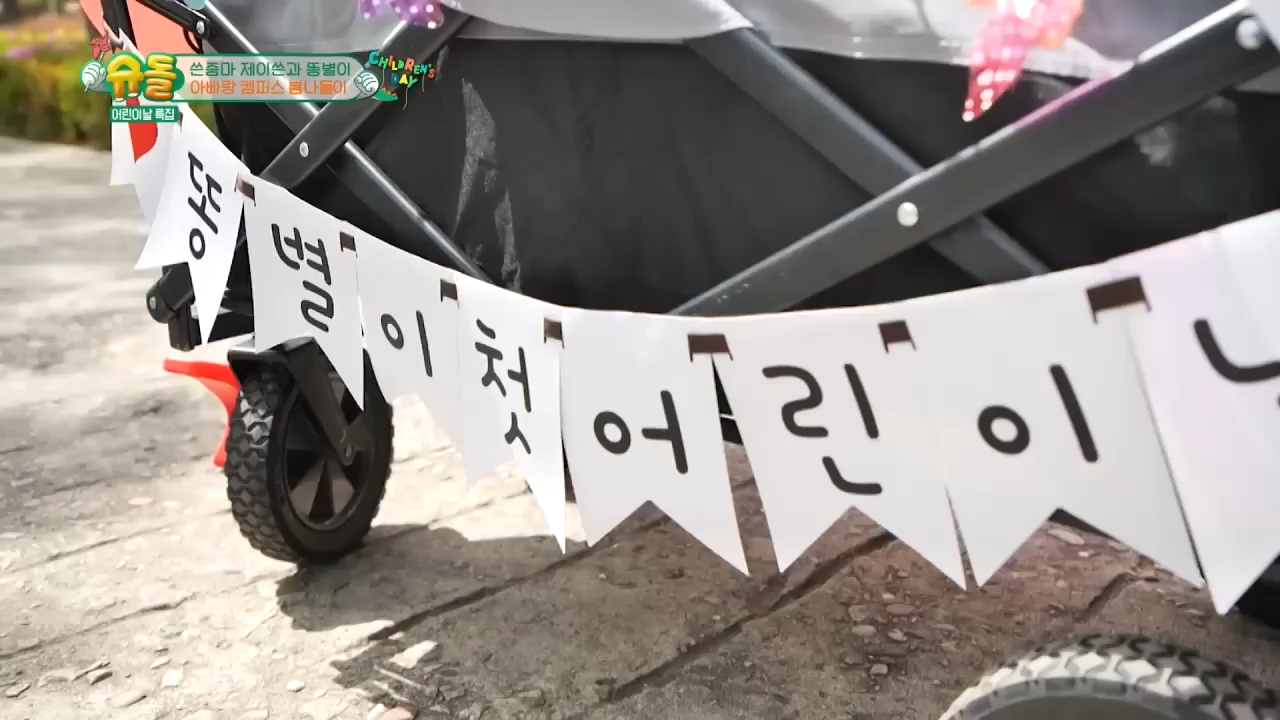 슈돌
어린이날 특집
쓴줌마 제이쓴과 똥별이
아빠랑 캠퍼스 봄나들이
CHILDREN'S DAY
똥별이 첫 어린이